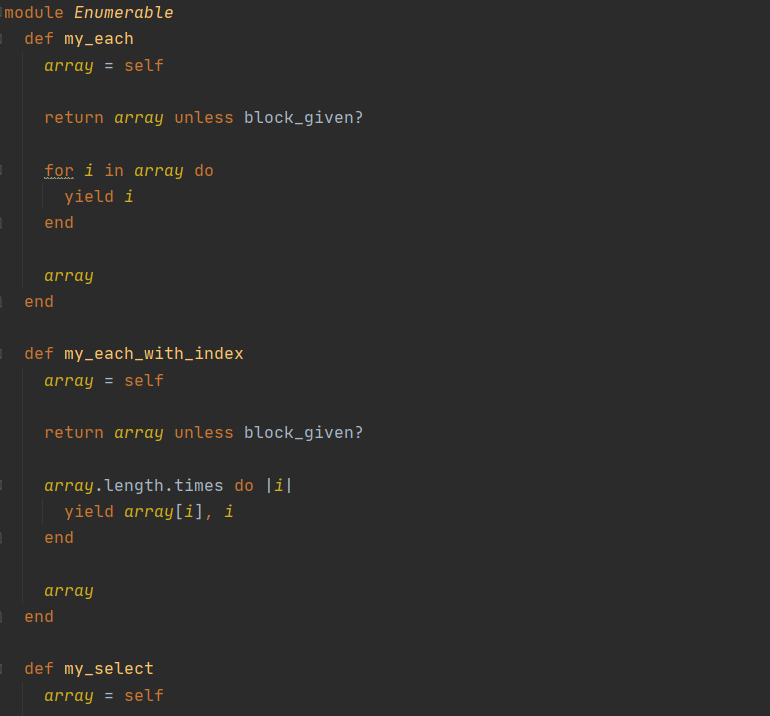 module Enumerable
  def my_each
    array = self

    return array unless block_given?

    for i in array do
      yield i
    end

    array
  end

  def my_each_with_index
    array = self

    return array unless block_given?

    array.length.times do |i|
      yield array[i], i
    end

    array
  end

  def my_select
    array = self